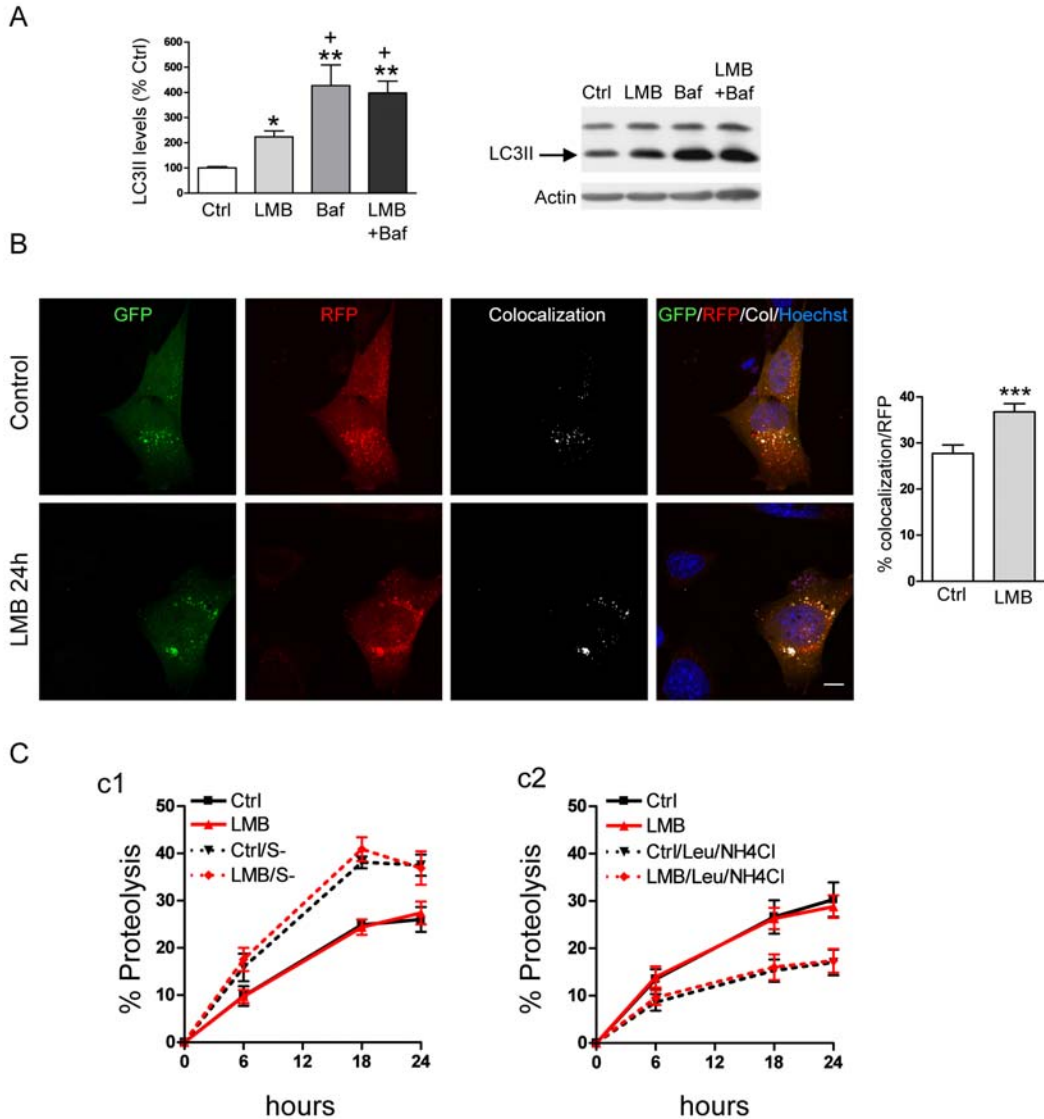 A
LC3II levels (% Ctrl)
600
500
400
300
200
100
0
*
+
**
+
**
Ctrl
LMB
Baf
LMB
+Baf
Ctrl LMB Baf LMB
+Baf
LC3II
Actin
B
GFP
RFP
Colocalization
GFP/RFP/Col/Hoechst
Control
LMB 24h
% colocalization/RFP
40
30
20
10
0
***
Ctrl
LMB
C
c1
Ctrl
LMB
Ctrl/S-
LMB/S-
% Proteolysis
50
40
30
20
10
0
0 6 12 18 24
hours
c2
Ctrl
LMB
Ctrl/Leu/NH4Cl
LMB/Leu/NH4Cl
% Proteolysis
50
40
30
20
10
0
0 6 12 18 24
hours